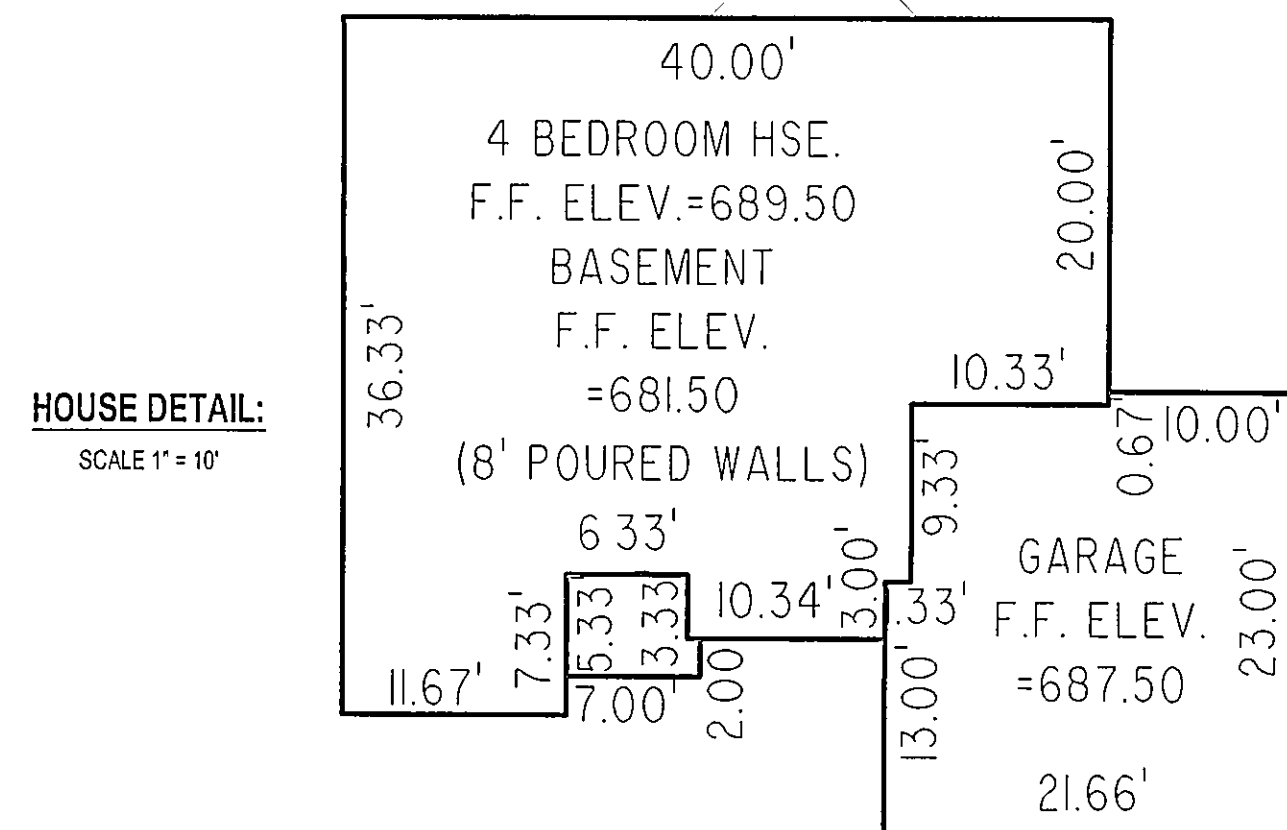 40.00'
4 BEDROOM HSE.
F.F. ELEV.=689.50
BASEMENT
F.F. ELEV.
=681.50
(8' POURED WALLS)
20.00'
36.33'
HOUSE DETAIL:
SCALE 1" = 10'
10.33'
0.67'
10.00'
9.33'
6 33'
7.33'
5.33'
3.33'
10.34'
3.00'
.33'
GARAGE
F.F. ELEV.
=687.50
23.00'
11.67'
7.00'
2.00
13.00'
21.66'